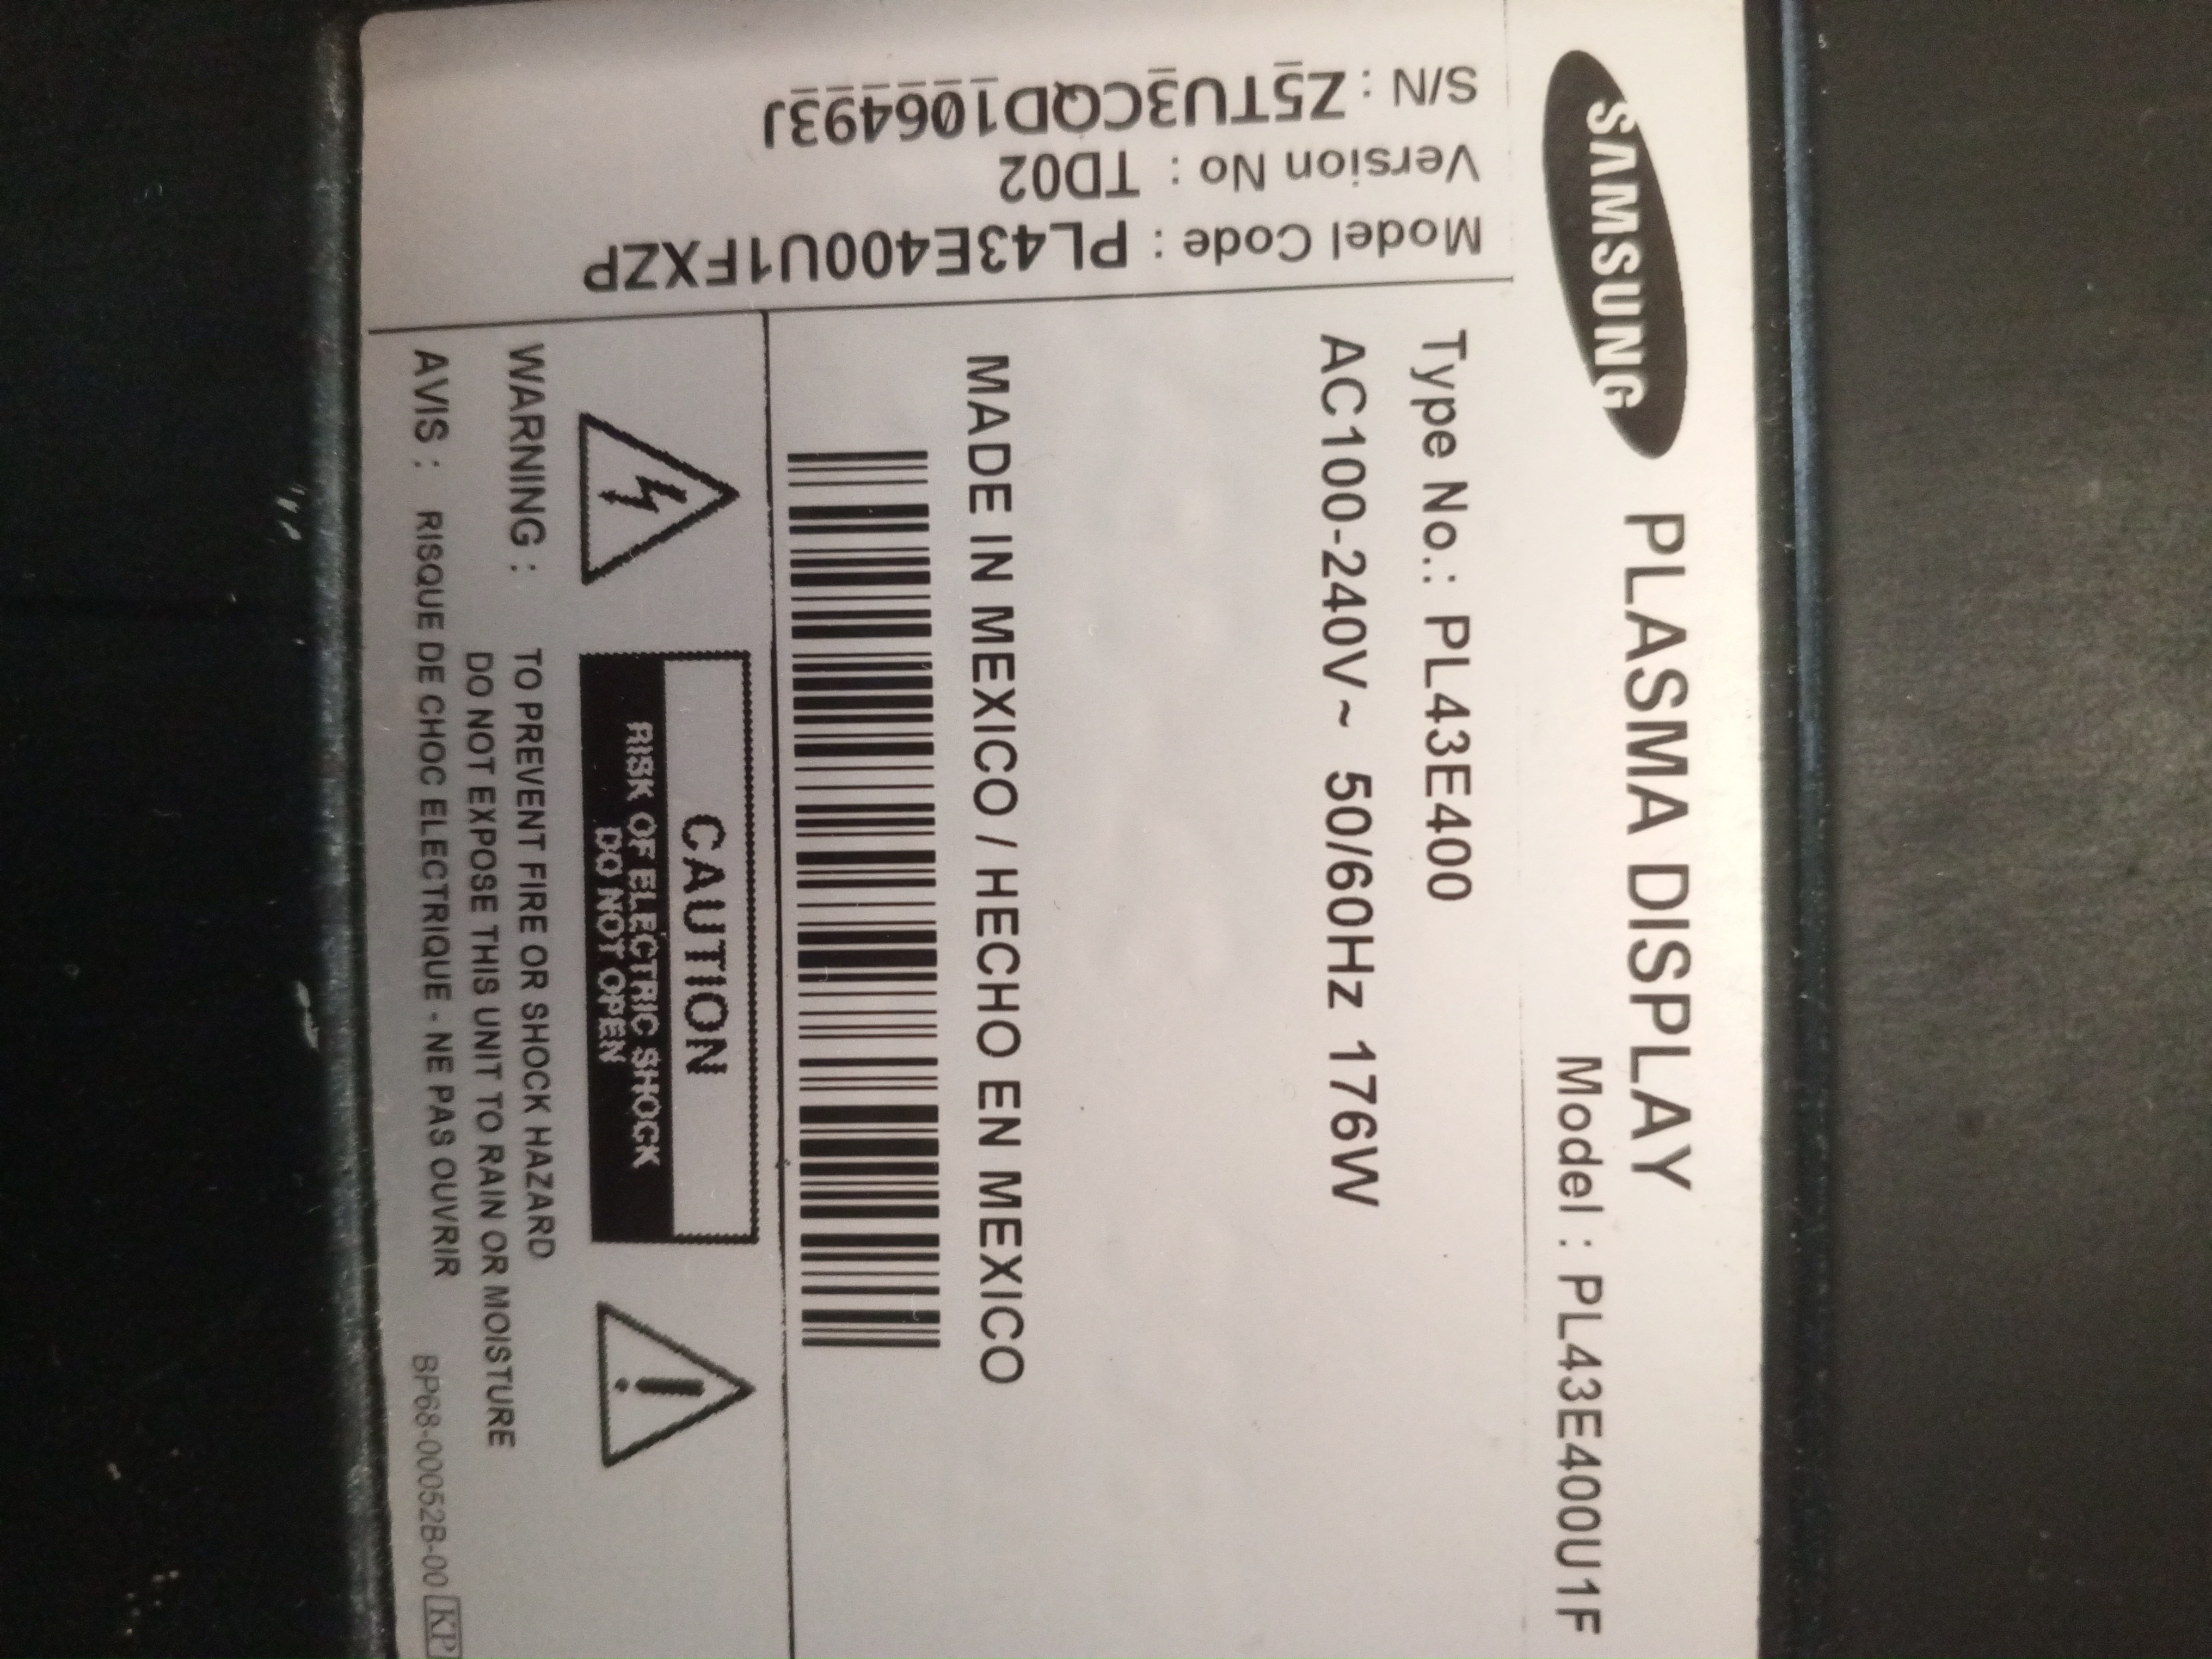 SAMSUNG
PLASMA DISPLAY
Model : PL43E400U1F
Type No.: PL43E400
AC100-240V~ 50/60Hz 176W
MADE IN MEXICO / HECHO EN MEXICO
CAUTION
RISK OF ELECTRIC SHOCK
DO NOT OPEN
WARNING : TO PREVENT FIRE OR SHOCK HAZARD
DO NOT EXPOSE THIS UNIT TO RAIN OR MOISTURE
AVIS : RISQUE DE CHOC ELECTRIQUE - NE PAS OUVRIR
BP68-00052B-00 KP
Model Code : PL43E400U1FXZP
Version No : TD02
S/N : Z5TU3CQD106493J